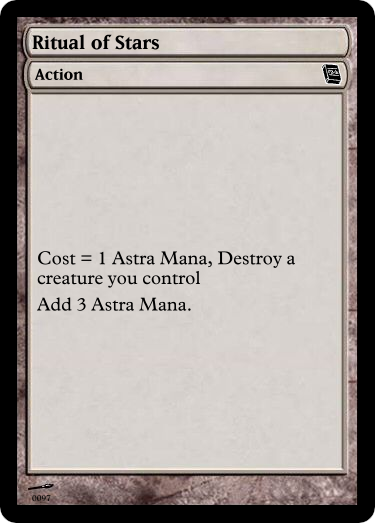 Ritual of Stars
Action
Cost = 1 Astra Mana, Destroy a
creature you control
Add 3 Astra Mana.
0097